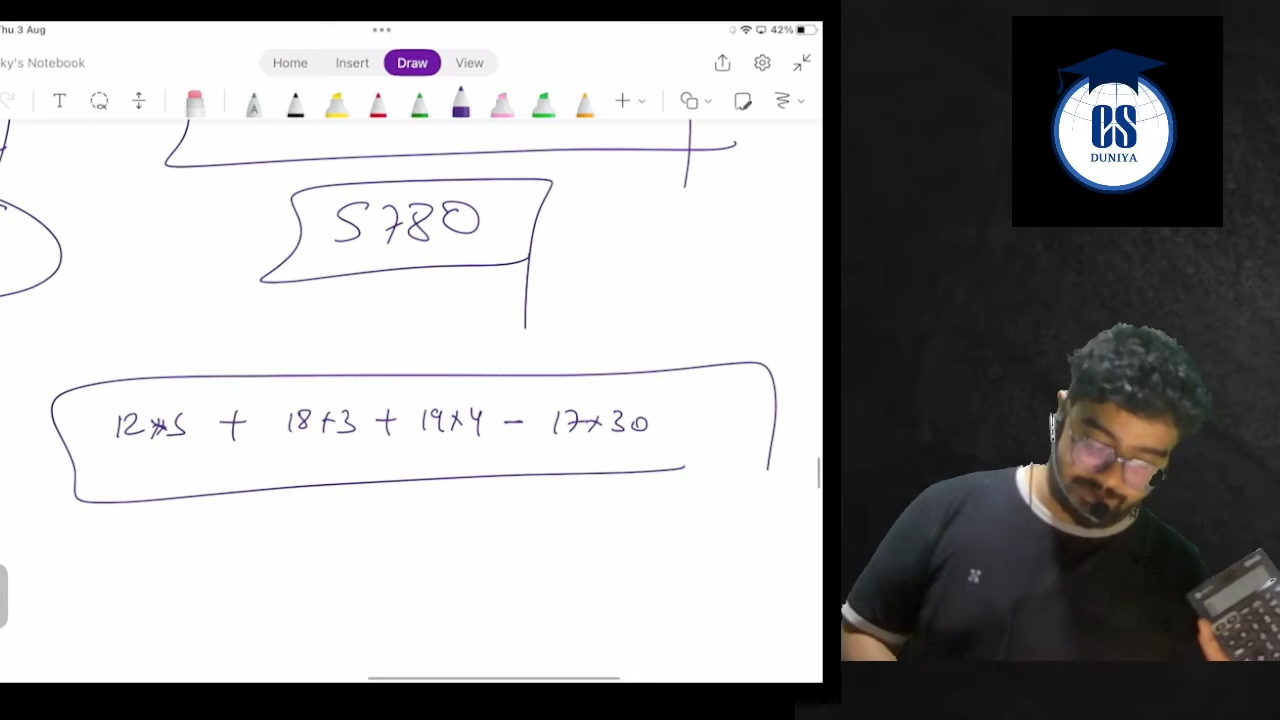 Thu 3 Aug
42%
ky's Notebook
Home Insert Draw View
T
A
CS
DUNIYA
5780
12×5 + 18×3 + 19×4 - 17×30